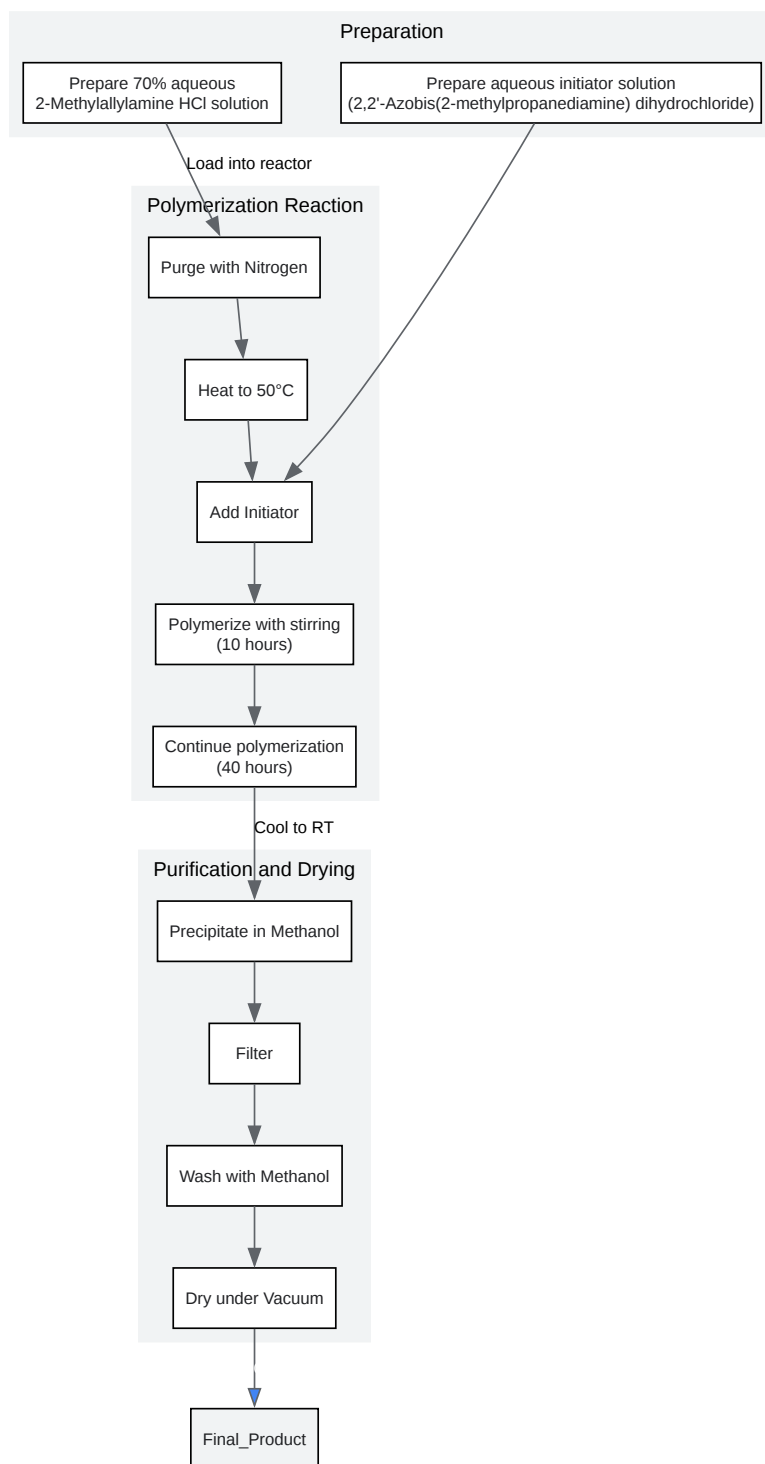 Preparation
Prepare 70% aqueous
2-Methylallylamine HCl solution
Prepare aqueous initiator solution
(2,2'-Azobis(2-methylpropanediamine) dihydrochloride)
Load into reactor
Polymerization Reaction
Purge with Nitrogen
Heat to 50°C
Add Initiator
Polymerize with stirring
(10 hours)
Continue polymerization
(40 hours)
Cool to RT
Purification and Drying
Precipitate in Methanol
Filter
Wash with Methanol
Dry under Vacuum
Final_Product